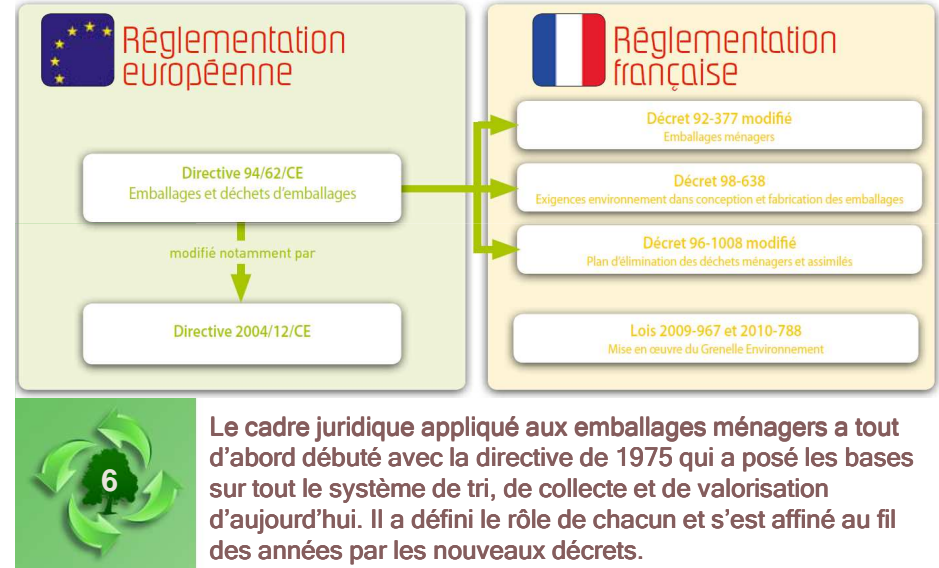 Réglementation
européenne
Directive 94/62/CE
Emballages et déchets d'emballages
modifié notamment par
Directive 2004/12/CE
Réglementation
française
Décret 92-377 modifié
Emballages ménagers
Décret 98-638
Exigences environnement dans conception et fabrication des emballages
Décret 96-1008 modifié
Plan d'élimination des déchets ménagers et assimilés
Lois 2009-967 et 2010-788
Mise en œuvre du Grenelle Environnement
6
Le cadre juridique appliqué aux emballages ménagers a tout
d'abord débuté avec la directive de 1975 qui a posé les bases
sur tout le système de tri, de collecte et de valorisation
d'aujourd'hui. Il a défini le rôle de chacun et s'est affiné au fil
des années par les nouveaux décrets.